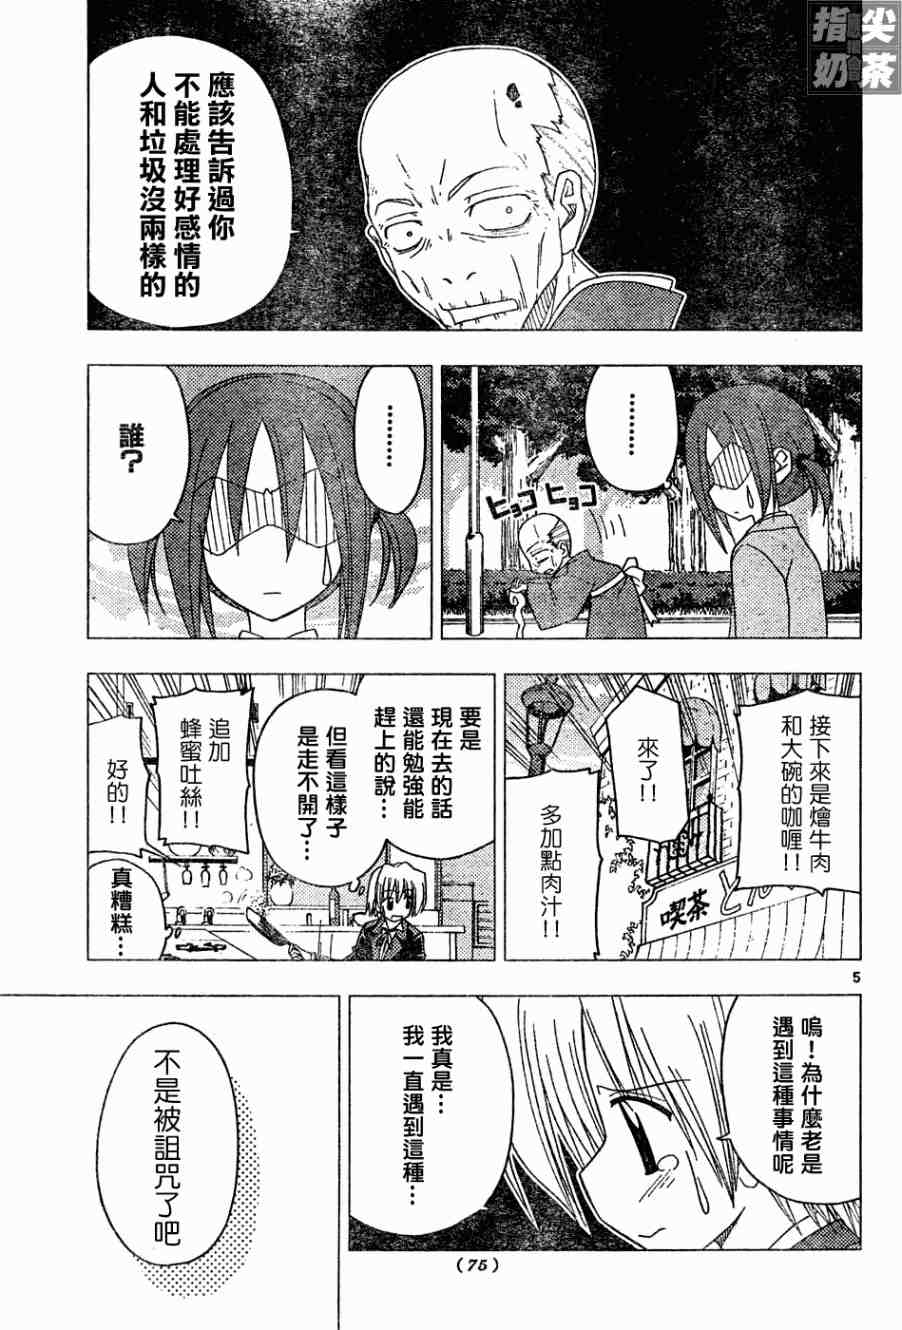 指尖
奶茶
應該告訴過你
不能處理好感情的
人和垃圾沒兩樣的
………
ヒョコ
ヒョコ
………
誰？
接下來是燴牛肉
和大碗的咖喱!!
來了!!
多加點肉汁!!
喫茶
どんぐり
要是
現在去的話
還能勉強能
趕上的說…
但看這樣子
是走不開了…
追加
蜂蜜吐絲!!
好的!!
真糟糕…
5
嗚！為什麼老是
遇到這種事情呢
我真是…
我一直遇到這種…
不是被詛咒了吧
(75)